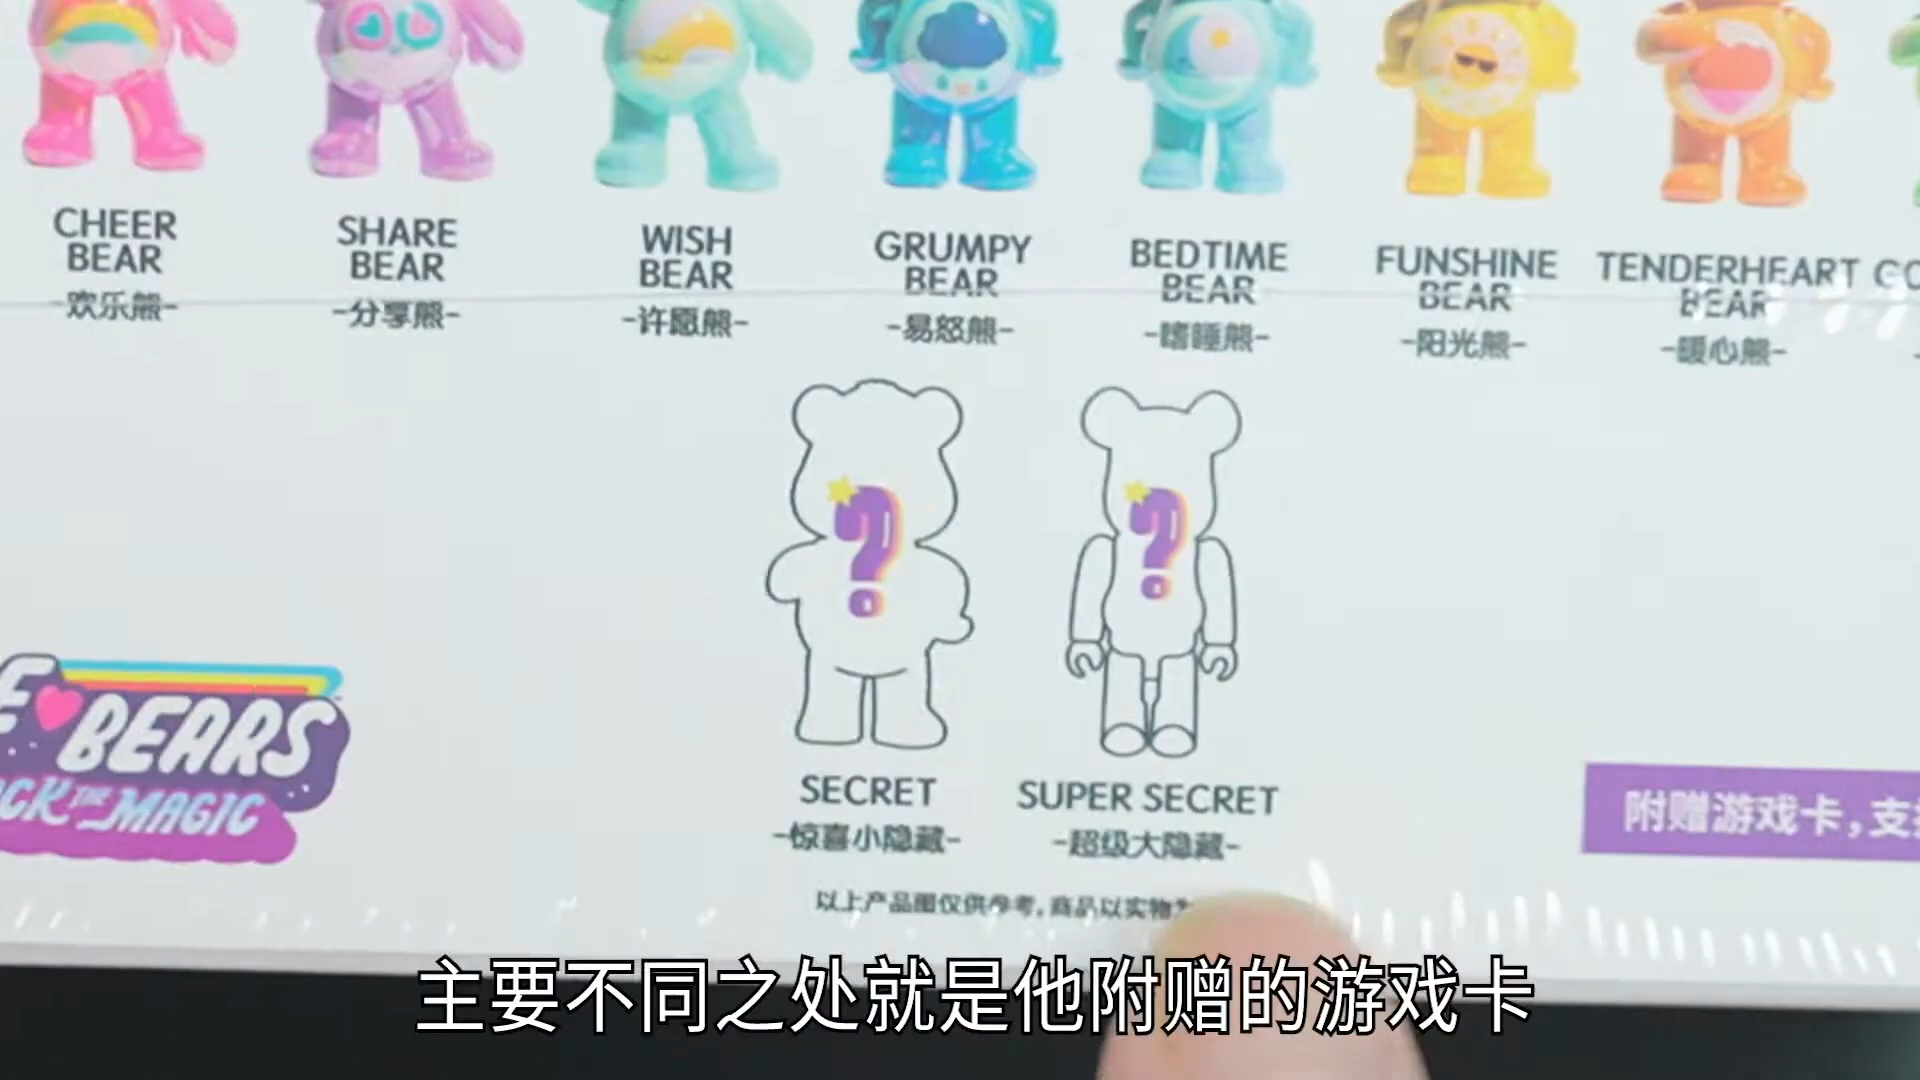 CHEER
BEAR
-欢乐熊-
SHARE
BEAR
-分享熊-
WISH
BEAR
-许愿熊-
GRUMPY
BEAR
-易怒熊-
BEDTIME
BEAR
-嗜睡熊-
FUNSHINE
BEAR
-阳光熊-
TENDERHEART
BEAR
-暖心熊-
?
?
SECRET
-惊喜小隐藏-
SUPER SECRET
-超级大隐藏-
BEARS
THE MAGIC
附赠游戏卡，支
以上产品图仅供参考，商品以实物
主要不同之处就是他附赠的游戏卡